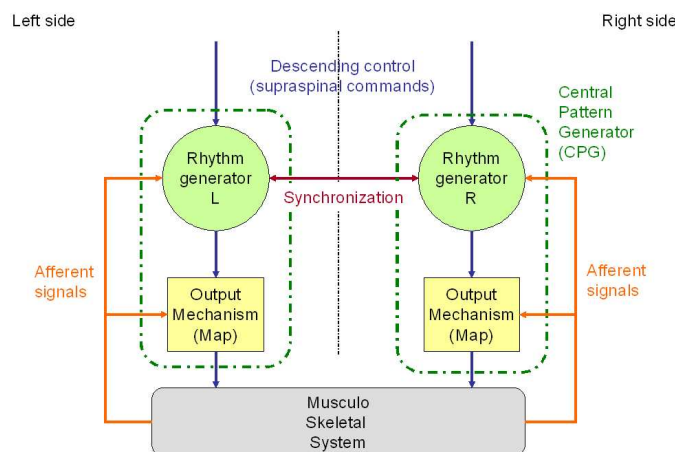 Left side
Right side
Descending control
(supraspinal commands)
Central
Pattern
Generator
(CPG)
Rhythm
generator
L
Synchronization
Rhythm
generator
R
Afferent
signals
Output
Mechanism
(Map)
Output
Mechanism
(Map)
Afferent
signals
Musculo
Skeletal
System